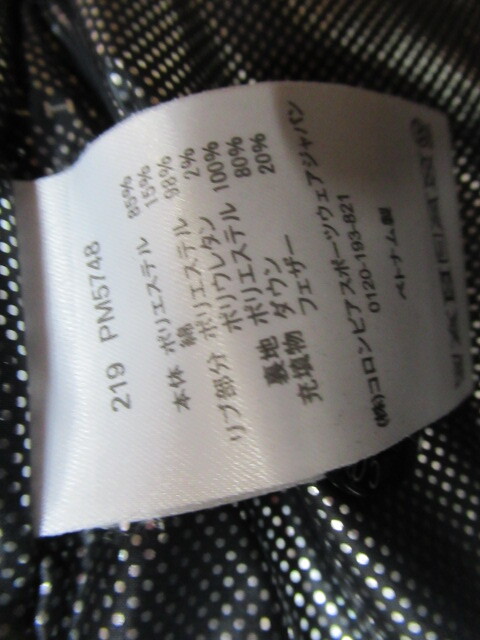 219 PM5748
本体 ポリエステル 85%
綿 15%
リブ部分 ポリエステル 98%
ポリウレタン 2%
裏地 ポリエステル 100%
充填物 ダウン 80%
フェザー 20%
(株)コロンビアスポーツウェアジャパン
0120-193-821
ベトナム製